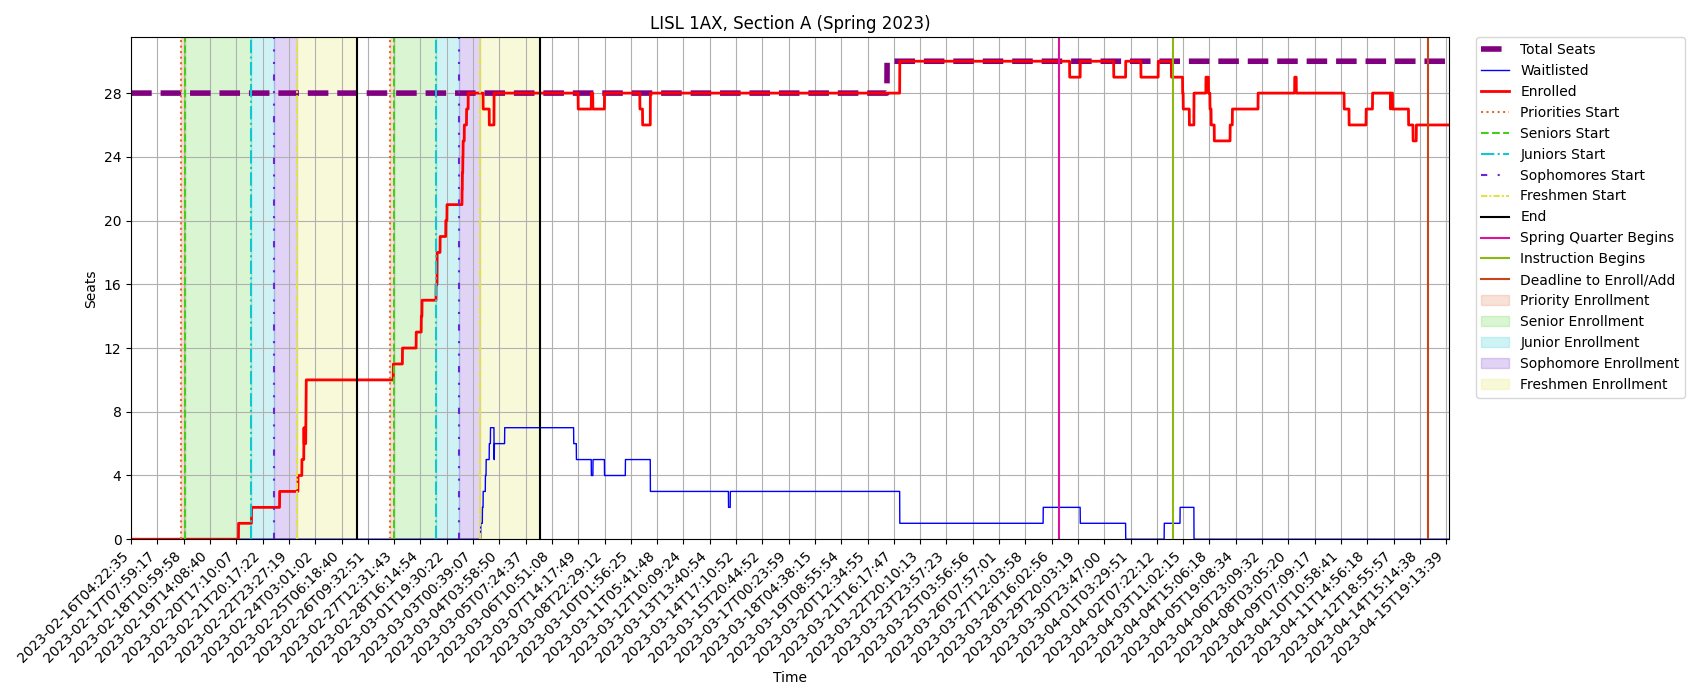 LISL 1AX, Section A (Spring 2023)
Seats
28
24
20
16
12
8
4
0
2023-02-16T04:22:35
2023-02-17T07:59:17
2023-02-18T10:59:58
2023-02-19T14:08:40
2023-02-20T17:10:07
2023-02-21T20:17:22
2023-02-22T23:27:19
2023-02-24T03:01:02
2023-02-25T06:18:40
2023-02-26T09:32:51
2023-02-27T12:31:43
2023-02-28T16:14:54
2023-03-01T19:30:22
2023-03-03T00:39:07
2023-03-04T03:58:50
2023-03-05T07:24:37
2023-03-06T10:51:08
2023-03-07T14:17:49
2023-03-08T22:29:12
2023-03-10T01:56:25
2023-03-11T05:41:48
2023-03-12T10:09:24
2023-03-13T13:40:54
2023-03-14T17:10:52
2023-03-15T20:44:52
2023-03-17T00:23:59
2023-03-18T04:38:15
2023-03-19T08:55:54
2023-03-20T12:34:55
2023-03-21T16:17:47
2023-03-22T20:10:13
2023-03-23T23:57:23
2023-03-25T03:56:56
2023-03-26T07:57:01
2023-03-27T12:03:58
2023-03-28T16:02:56
2023-03-29T20:03:19
2023-03-30T23:47:00
2023-04-01T03:29:51
2023-04-02T07:22:12
2023-04-03T11:02:15
2023-04-04T15:06:18
2023-04-05T19:08:34
2023-04-06T23:09:32
2023-04-08T03:05:20
2023-04-09T07:09:17
2023-04-10T10:58:41
2023-04-11T14:56:18
2023-04-12T18:55:57
2023-04-14T15:14:38
2023-04-15T19:13:39
Time
Total Seats
Waitlisted
Enrolled
Priorities Start
Seniors Start
Juniors Start
Sophomores Start
Freshmen Start
End
Spring Quarter Begins
Instruction Begins
Deadline to Enroll/Add
Priority Enrollment
Senior Enrollment
Junior Enrollment
Sophomore Enrollment
Freshmen Enrollment